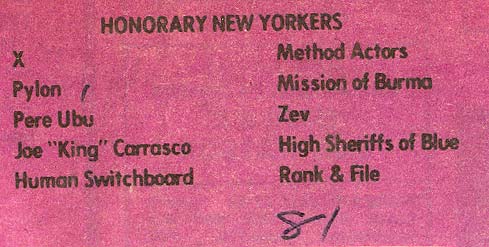 HONORARY NEW YORKERS
X
Pylon
Pere Ubu
Joe "King" Carrasco
Human Switchboard
Method Actors
Mission of Burma
Zev
High Sheriffs of Blue
Rank & File
81